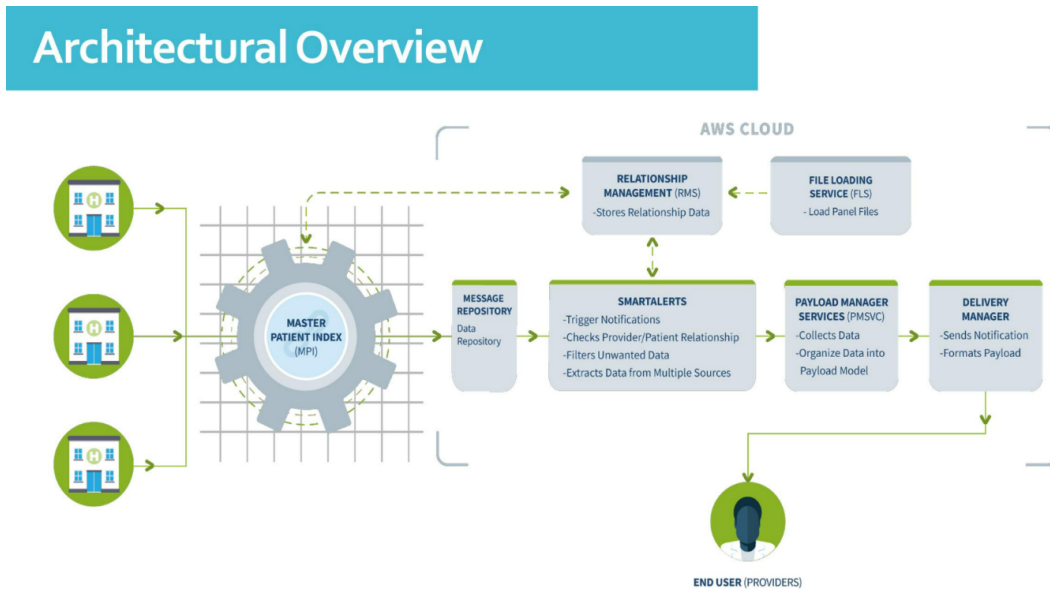 Architectural Overview
AWS CLOUD
RELATIONSHIP
MANAGEMENT (RMS)
-Stores Relationship Data
FILE LOADING
SERVICE (FLS)
- Load Panel Files
H
H
H
MASTER
PATIENT INDEX
(MPI)
MESSAGE
REPOSITORY
Data
Repository
SMARTALERTS
-Trigger Notifications
-Checks Provider/Patient Relationship
-Filters Unwanted Data
-Extracts Data from Multiple Sources
PAYLOAD MANAGER
SERVICES (PMSVC)
-Collects Data
-Organize Data into
Payload Model
DELIVERY
MANAGER
-Sends Notification
-Formats Payload
END USER (PROVIDERS)